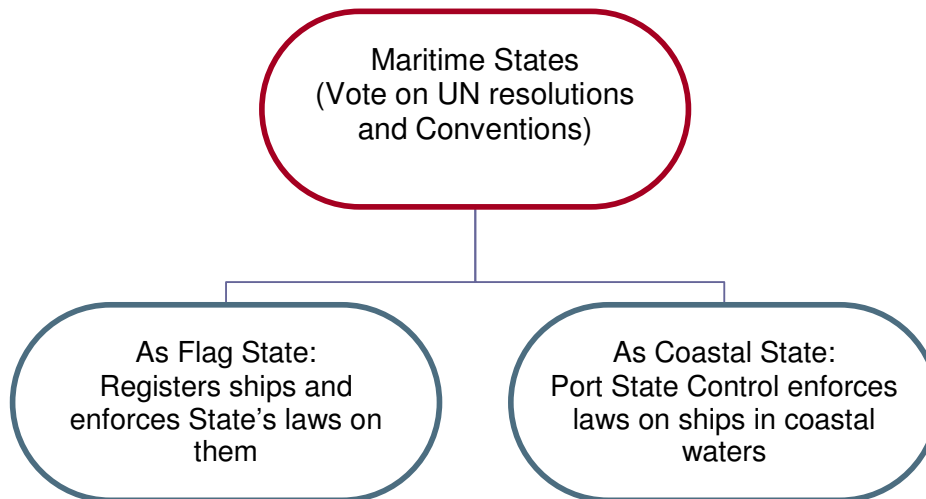 Maritime States
(Vote on UN resolutions
and Conventions)
As Flag State:
Registers ships and
enforces State’s laws on
them
As Coastal State:
Port State Control enforces
laws on ships in coastal
waters